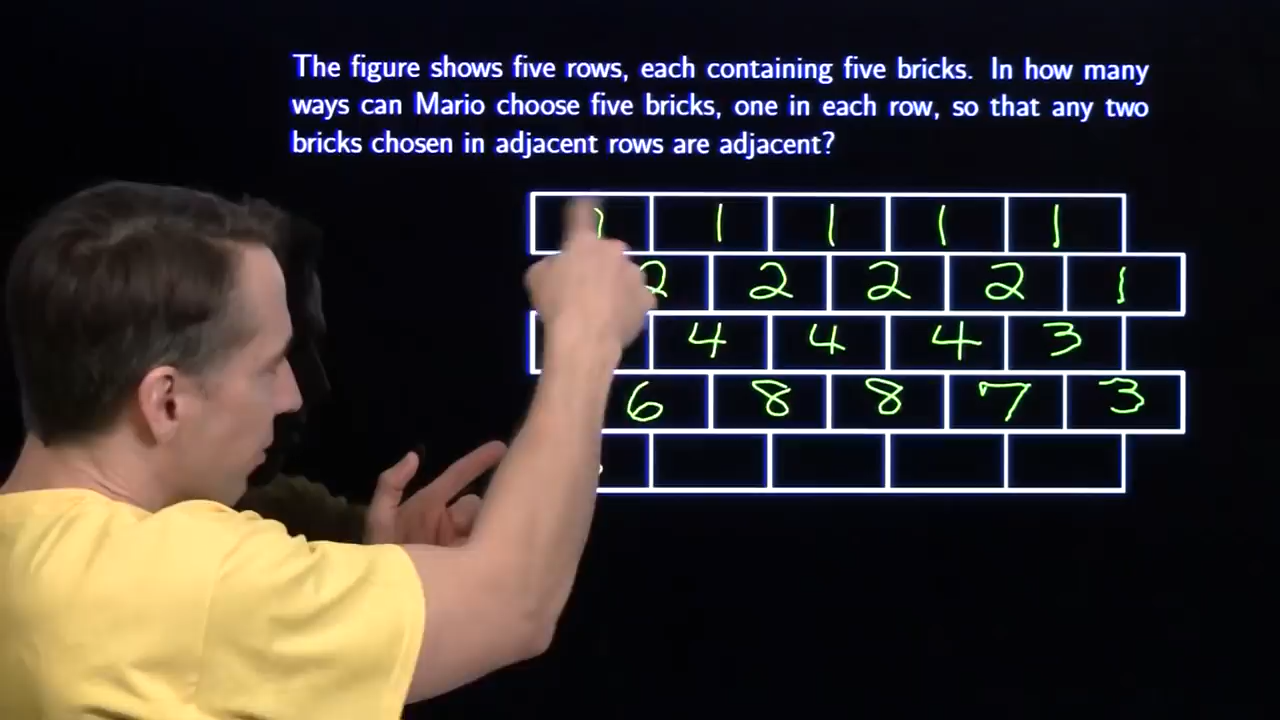 The figure shows five rows, each containing five bricks. In how many
ways can Mario choose five bricks, one in each row, so that any two
bricks chosen in adjacent rows are adjacent?
1 1 1 1 1
2 2 2 2 1
4 4 4 3
6 8 8 7 3